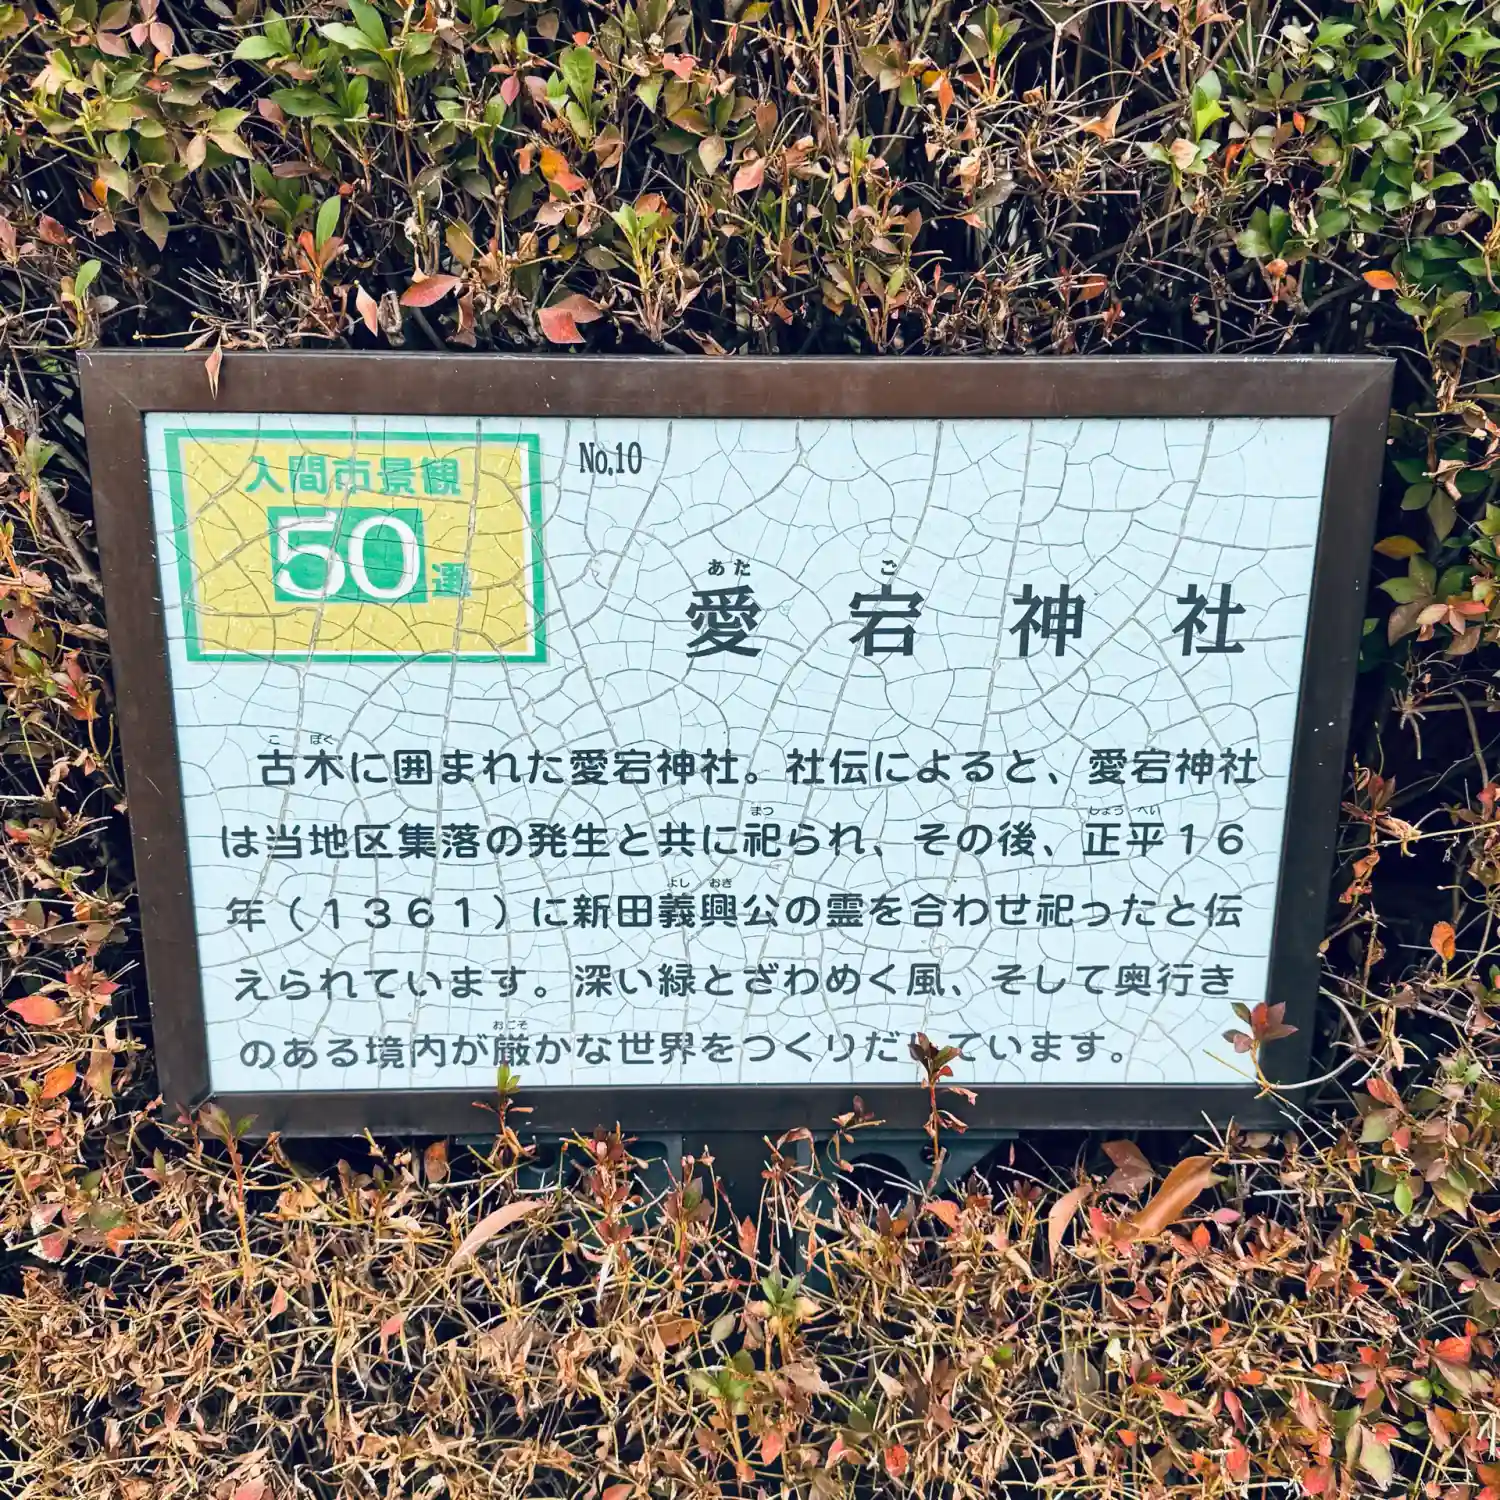 入間市景観
50選
No.10
あた ご
愛宕神社
こ ぼく
古木に囲まれた愛宕神社。社伝によると、愛宕神社
まつ しょう へい
は当地区集落の発生と共に祀られ、その後、正平16
よし おき
年(1361)に新田義興公の霊を合わせ祀ったと伝
えられています。深い緑とざわめく風、そして奥行き
おごそ
のある境内が厳かな世界をつくりだしています。